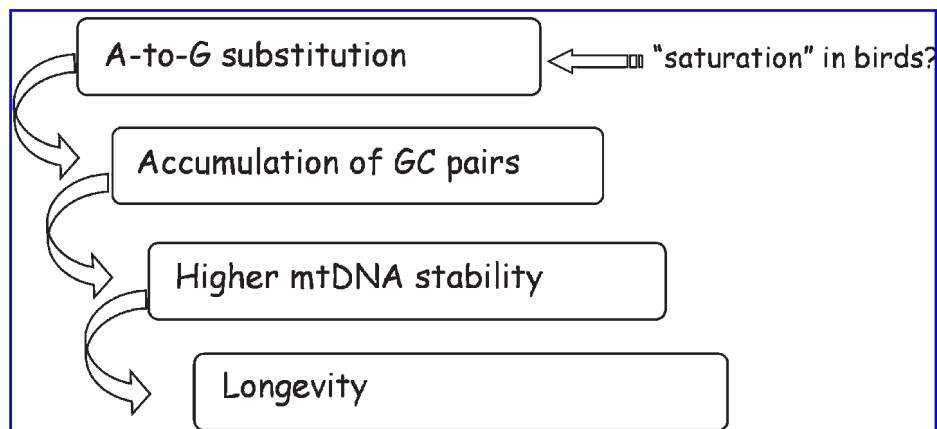 A-to-G substitution
"saturation" in birds?
Accumulation of GC pairs
Higher mtDNA stability
Longevity